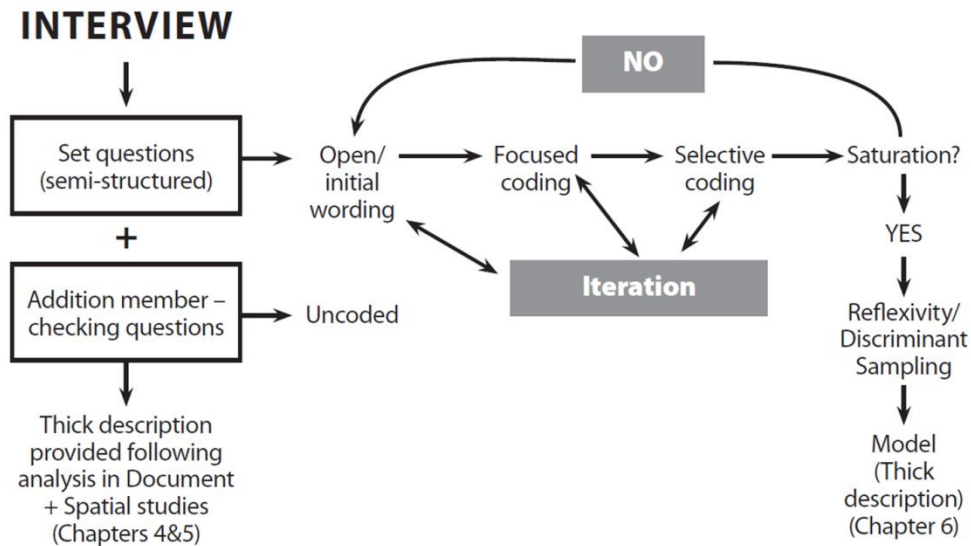 INTERVIEW
NO
Set questions
(semi-structured)
Open/
initial
wording
Focused
coding
Selective
coding
Saturation?
+
YES
Iteration
Addition member –
checking questions
Uncoded
Reflexivity/
Discriminant
Sampling
Thick description
provided following
analysis in Document
+ Spatial studies
(Chapters 4&5)
Model
(Thick
description)
(Chapter 6)